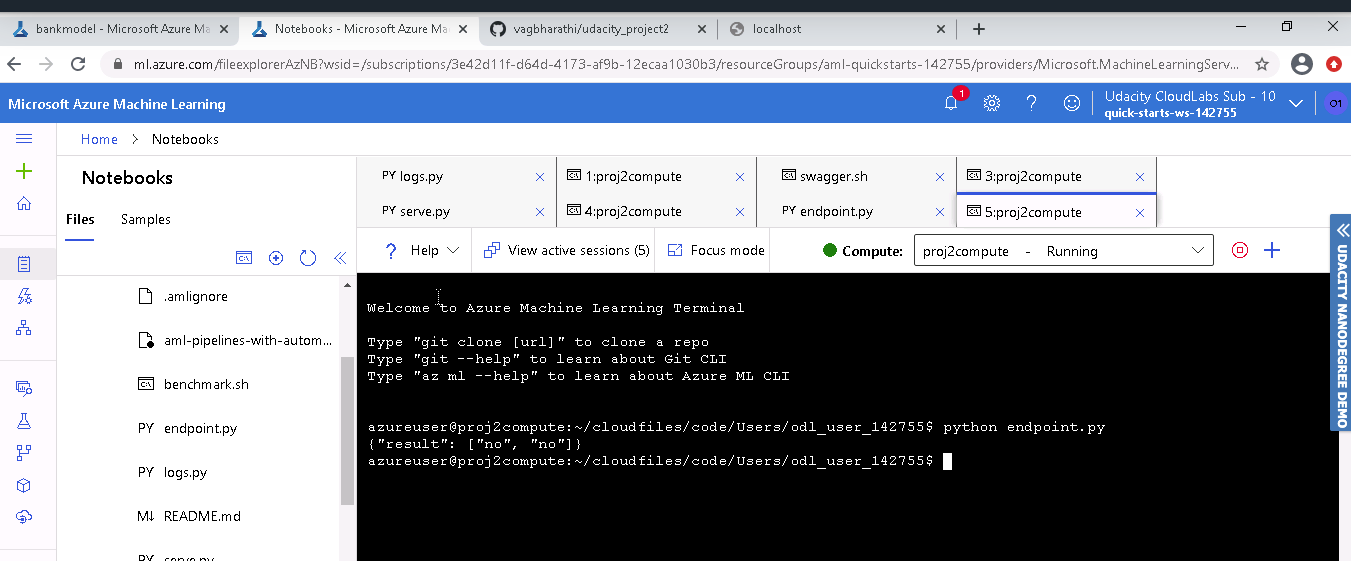 bankmodel - Microsoft Azure Ma
Notebooks - Microsoft Azure Ma
vagbharathi/udacity_project2
localhost
ml.azure.com/fileexplorerAzNB?wsid=/subscriptions/3e42d11f-d64d-4173-af9b-12ecaa1030b3/resourceGroups/aml-quickstarts-142755/providers/Microsoft.MachineLearningServ...
Microsoft Azure Machine Learning
1
Udacity CloudLabs Sub - 10
quick-starts-ws-142755
O1
Home > Notebooks
Notebooks
Files
Samples
.amlignore
aml-pipelines-with-autom...
benchmark.sh
PY endpoint.py
PY logs.py
M↓ README.md
serve.py
PY logs.py
1:proj2compute
swagger.sh
3:proj2compute
PY serve.py
4:proj2compute
PY endpoint.py
5:proj2compute
? Help
View active sessions (5)
Focus mode
Compute:
proj2compute - Running
Welcome to Azure Machine Learning Terminal
Type "git clone [url]" to clone a repo
Type "git --help" to learn about Git CLI
Type "az ml --help" to learn about Azure ML CLI
azureuser@proj2compute:~/cloudfiles/code/Users/odl_user_142755$ python endpoint.py
{"result": ["no", "no"]}
azureuser@proj2compute:~/cloudfiles/code/Users/odl_user_142755$
UDACITY NANODEGREE DEMO